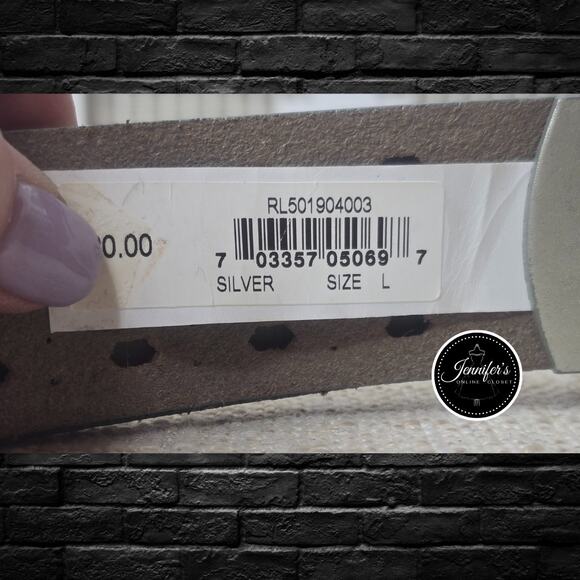 RL501904003
0.00
7 03357 05069 7
SILVER SIZE L
Jennifer's
ONLINE CLOSET